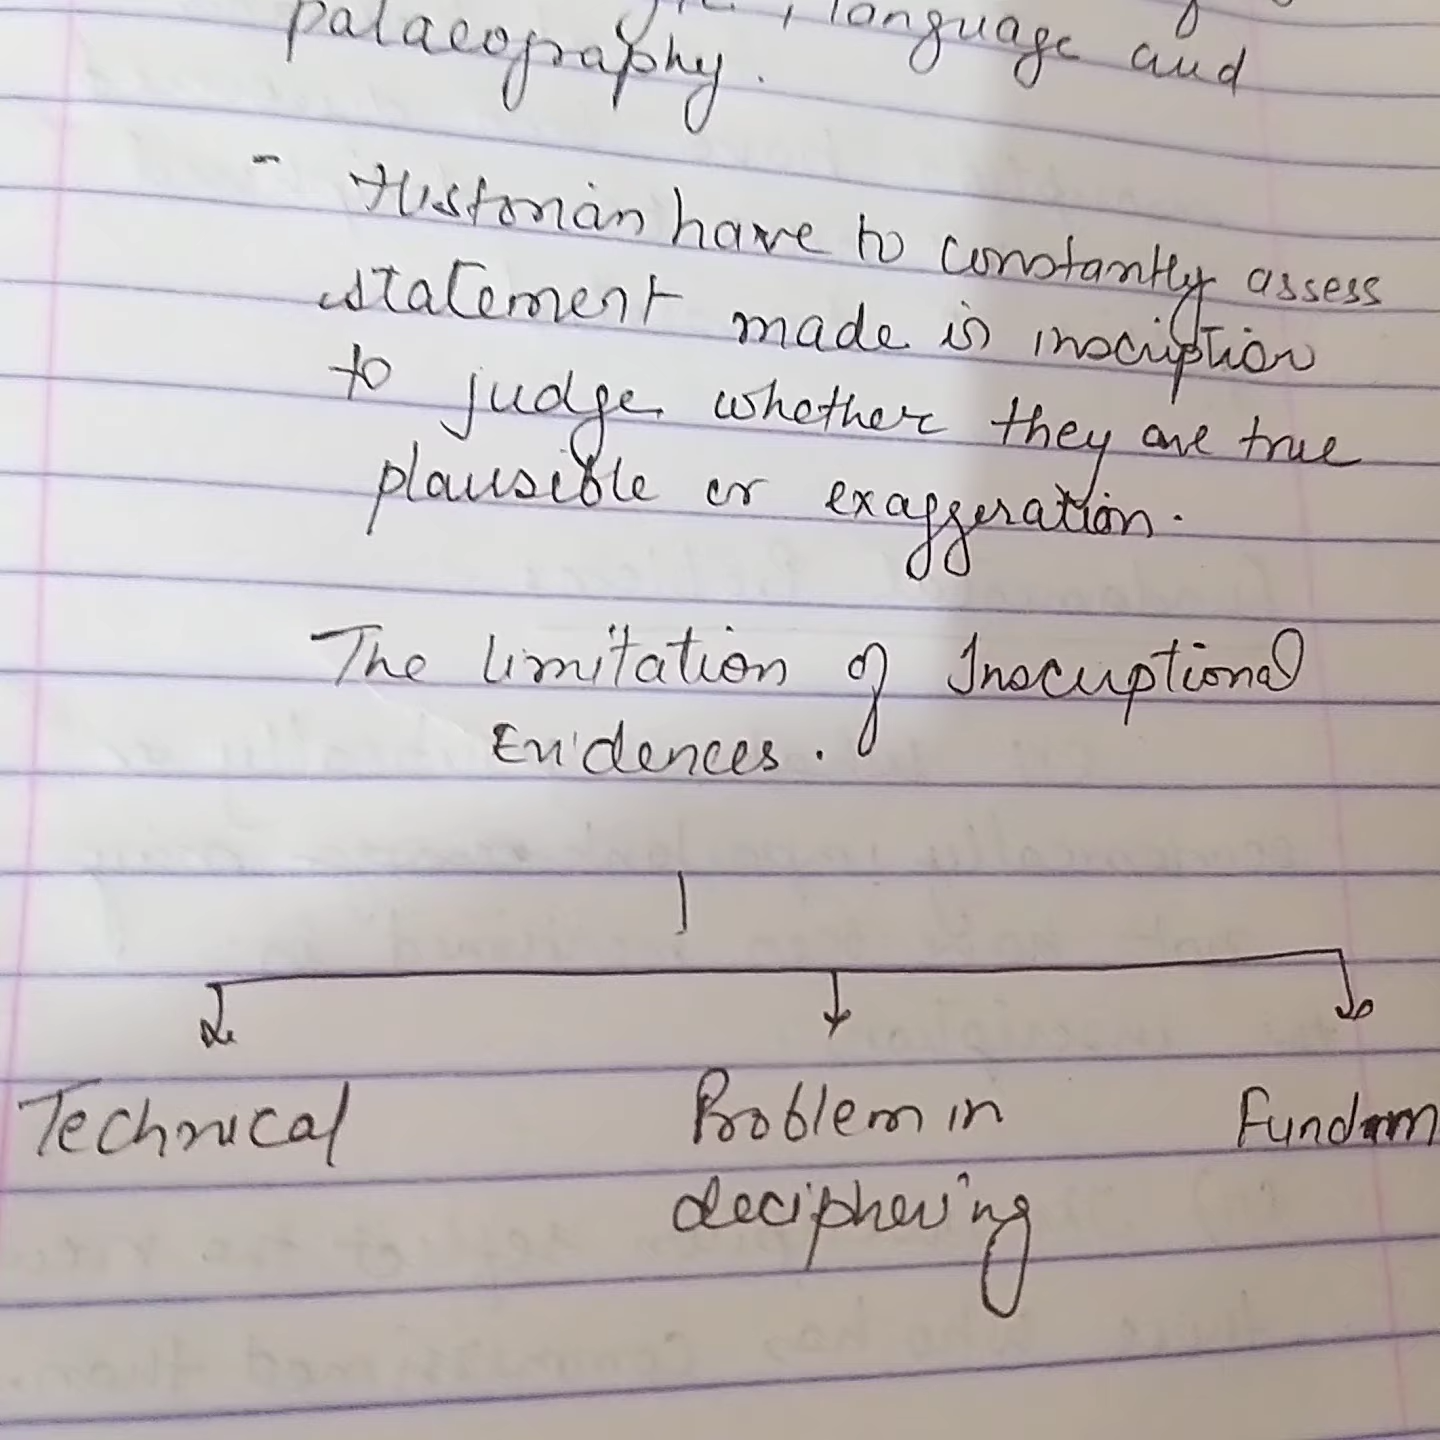 language and
palaeography.
- Historian have to constantly assess
statement made is inscription
to judge whether they are true
plausible or exaggeration.
The limitation of Inscriptional
Evidences.
Technical Problem in Fundam
deciphering